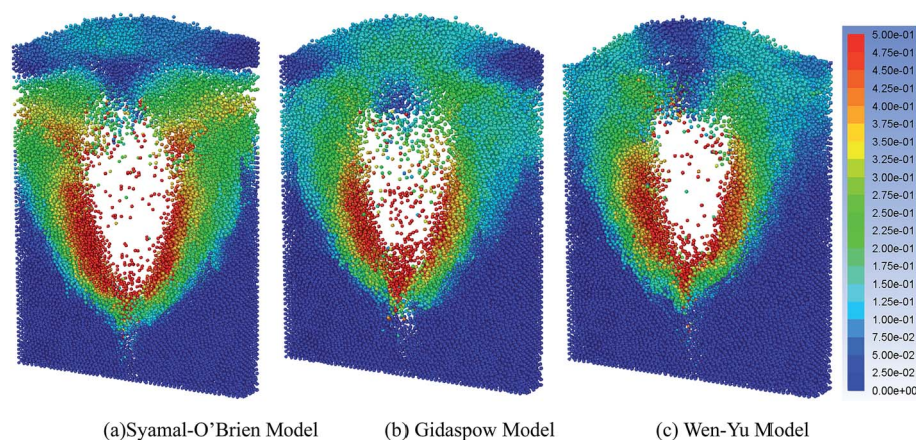 5.00e-01
4.75e-01
4.50e-01
4.25e-01
4.00e-01
3.75e-01
3.50e-01
3.25e-01
3.00e-01
2.75e-01
2.50e-01
2.25e-01
2.00e-01
1.75e-01
1.50e-01
1.25e-01
1.00e-01
7.50e-02
5.00e-02
2.50e-02
0.00e+00
(a)Syamal-O’Brien Model (b) Gidaspow Model (c) Wen-Yu Model